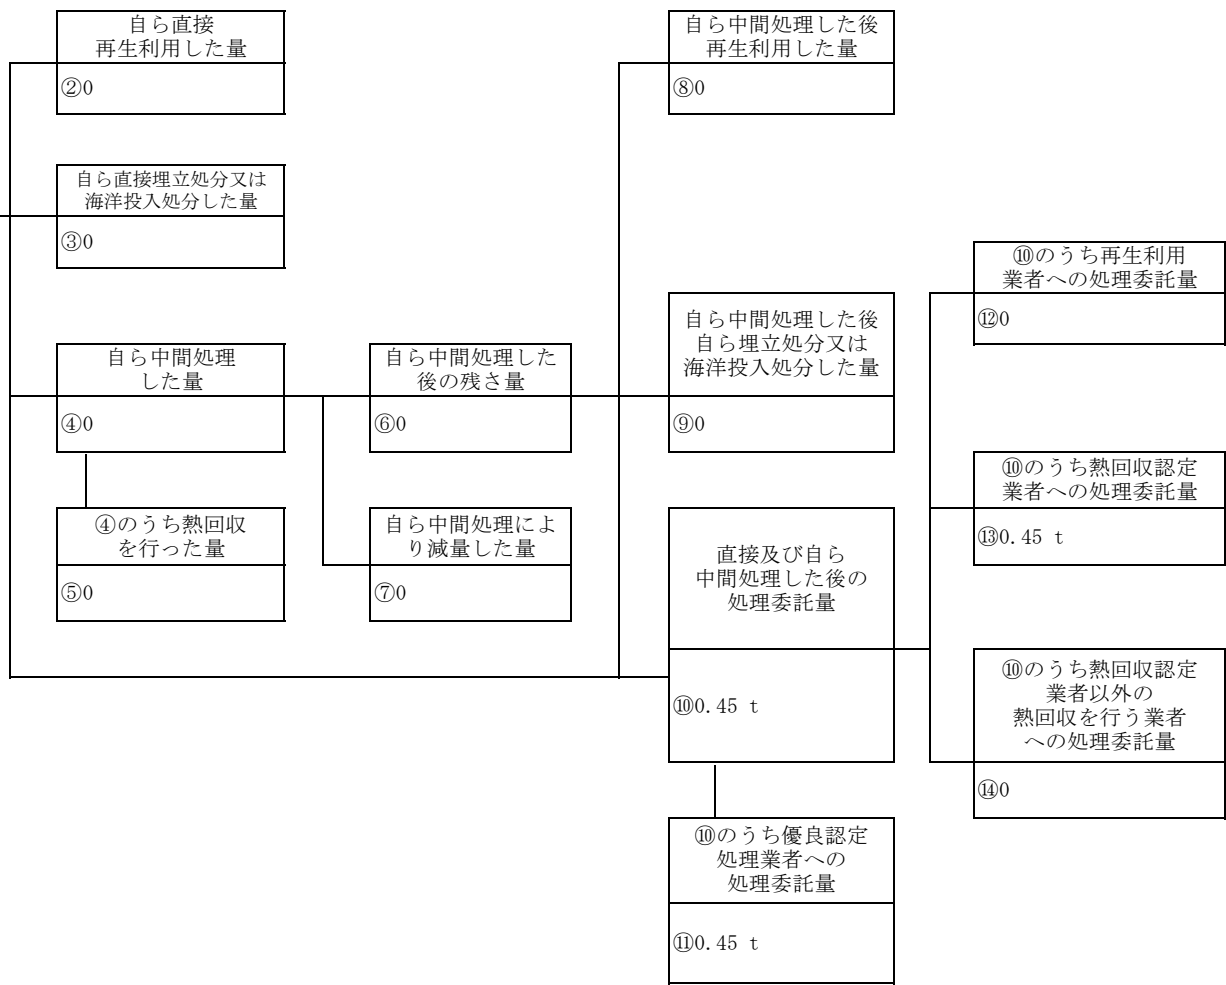 自ら直接
再生利用した量
②0
自ら中間処理した後
再生利用した量
⑧0
自ら直接埋立処分又は
海洋投入処分した量
③0
⑩のうち再生利用
業者への処理委託量
⑫0
自ら中間処理
した量
④0
自ら中間処理した
後の残さ量
⑥0
自ら中間処理した後
自ら埋立処分又は
海洋投入処分した量
⑨0
⑩のうち熱回収認定
業者への処理委託量
⑬0.45 t
④のうち熱回収
を行った量
⑤0
自ら中間処理によ
り減量した量
⑦0
直接及び自ら
中間処理した後の
処理委託量
⑩0.45 t
⑩のうち熱回収認定
業者以外の
熱回収を行う業者
への処理委託量
⑭0
⑩のうち優良認定
処理業者への
処理委託量
⑪0.45 t